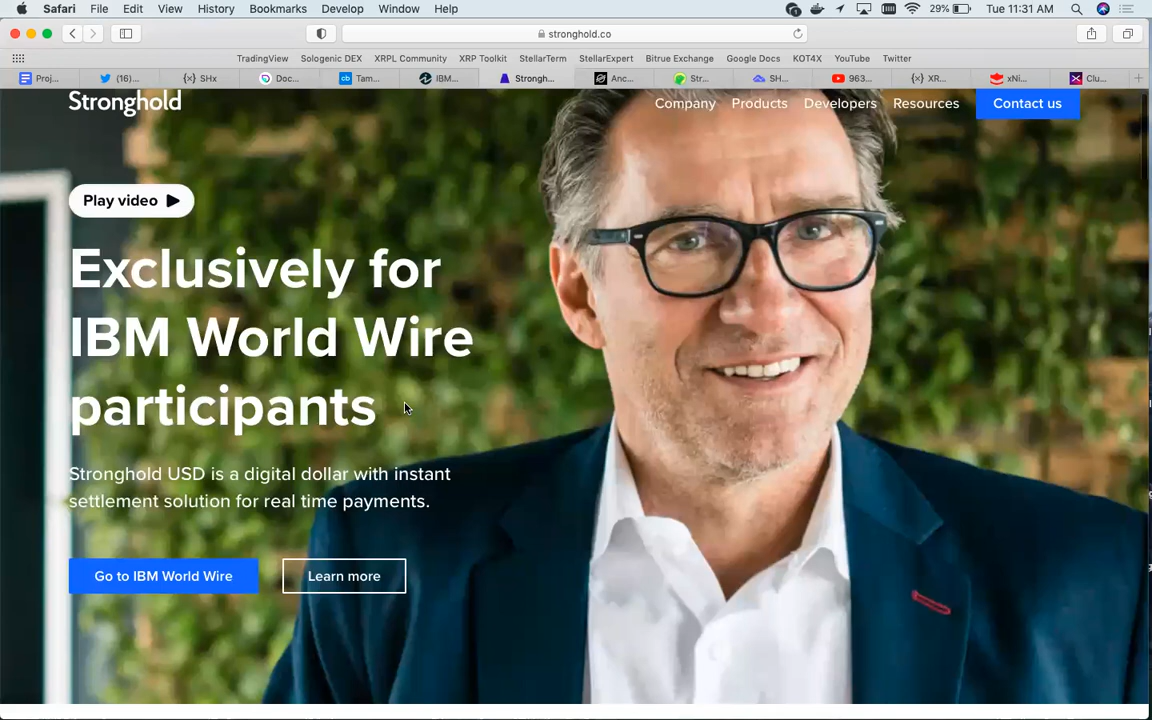 Safari File Edit View History Bookmarks Develop Window Help 29% Tue 11:31 AM
stronghold.co
TradingView Sologenic DEX XRPL Community XRP Toolkit StellarTerm StellarExpert Bitrue Exchange Google Docs KOT4X YouTube Twitter
Proj... (16)... {x} SHx Doc... cb Tam... IBM... Strongh... Anc... Str... SH... 963... {x} XR... xNi... Clu...
Stronghold Company Products Developers Resources Contact us
Play video
Exclusively for
IBM World Wire
participants
Stronghold USD is a digital dollar with instant
settlement solution for real time payments.
Go to IBM World Wire Learn more